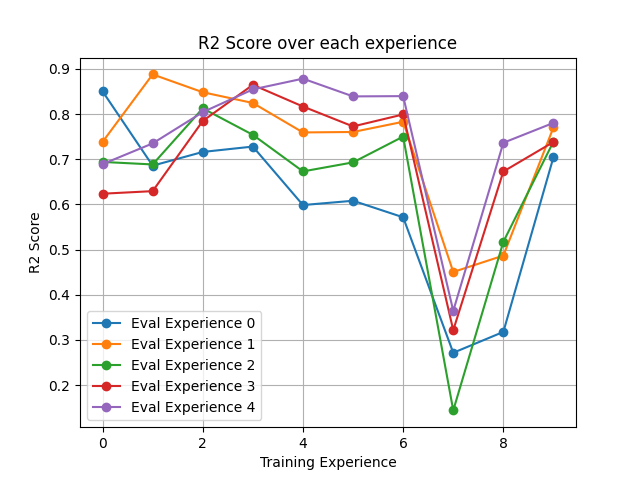 R2 Score over each experience
R2 Score
0.9
0.8
0.7
0.6
0.5
0.4
0.3
0.2
Eval Experience 0
Eval Experience 1
Eval Experience 2
Eval Experience 3
Eval Experience 4
0 2 4 6 8
Training Experience